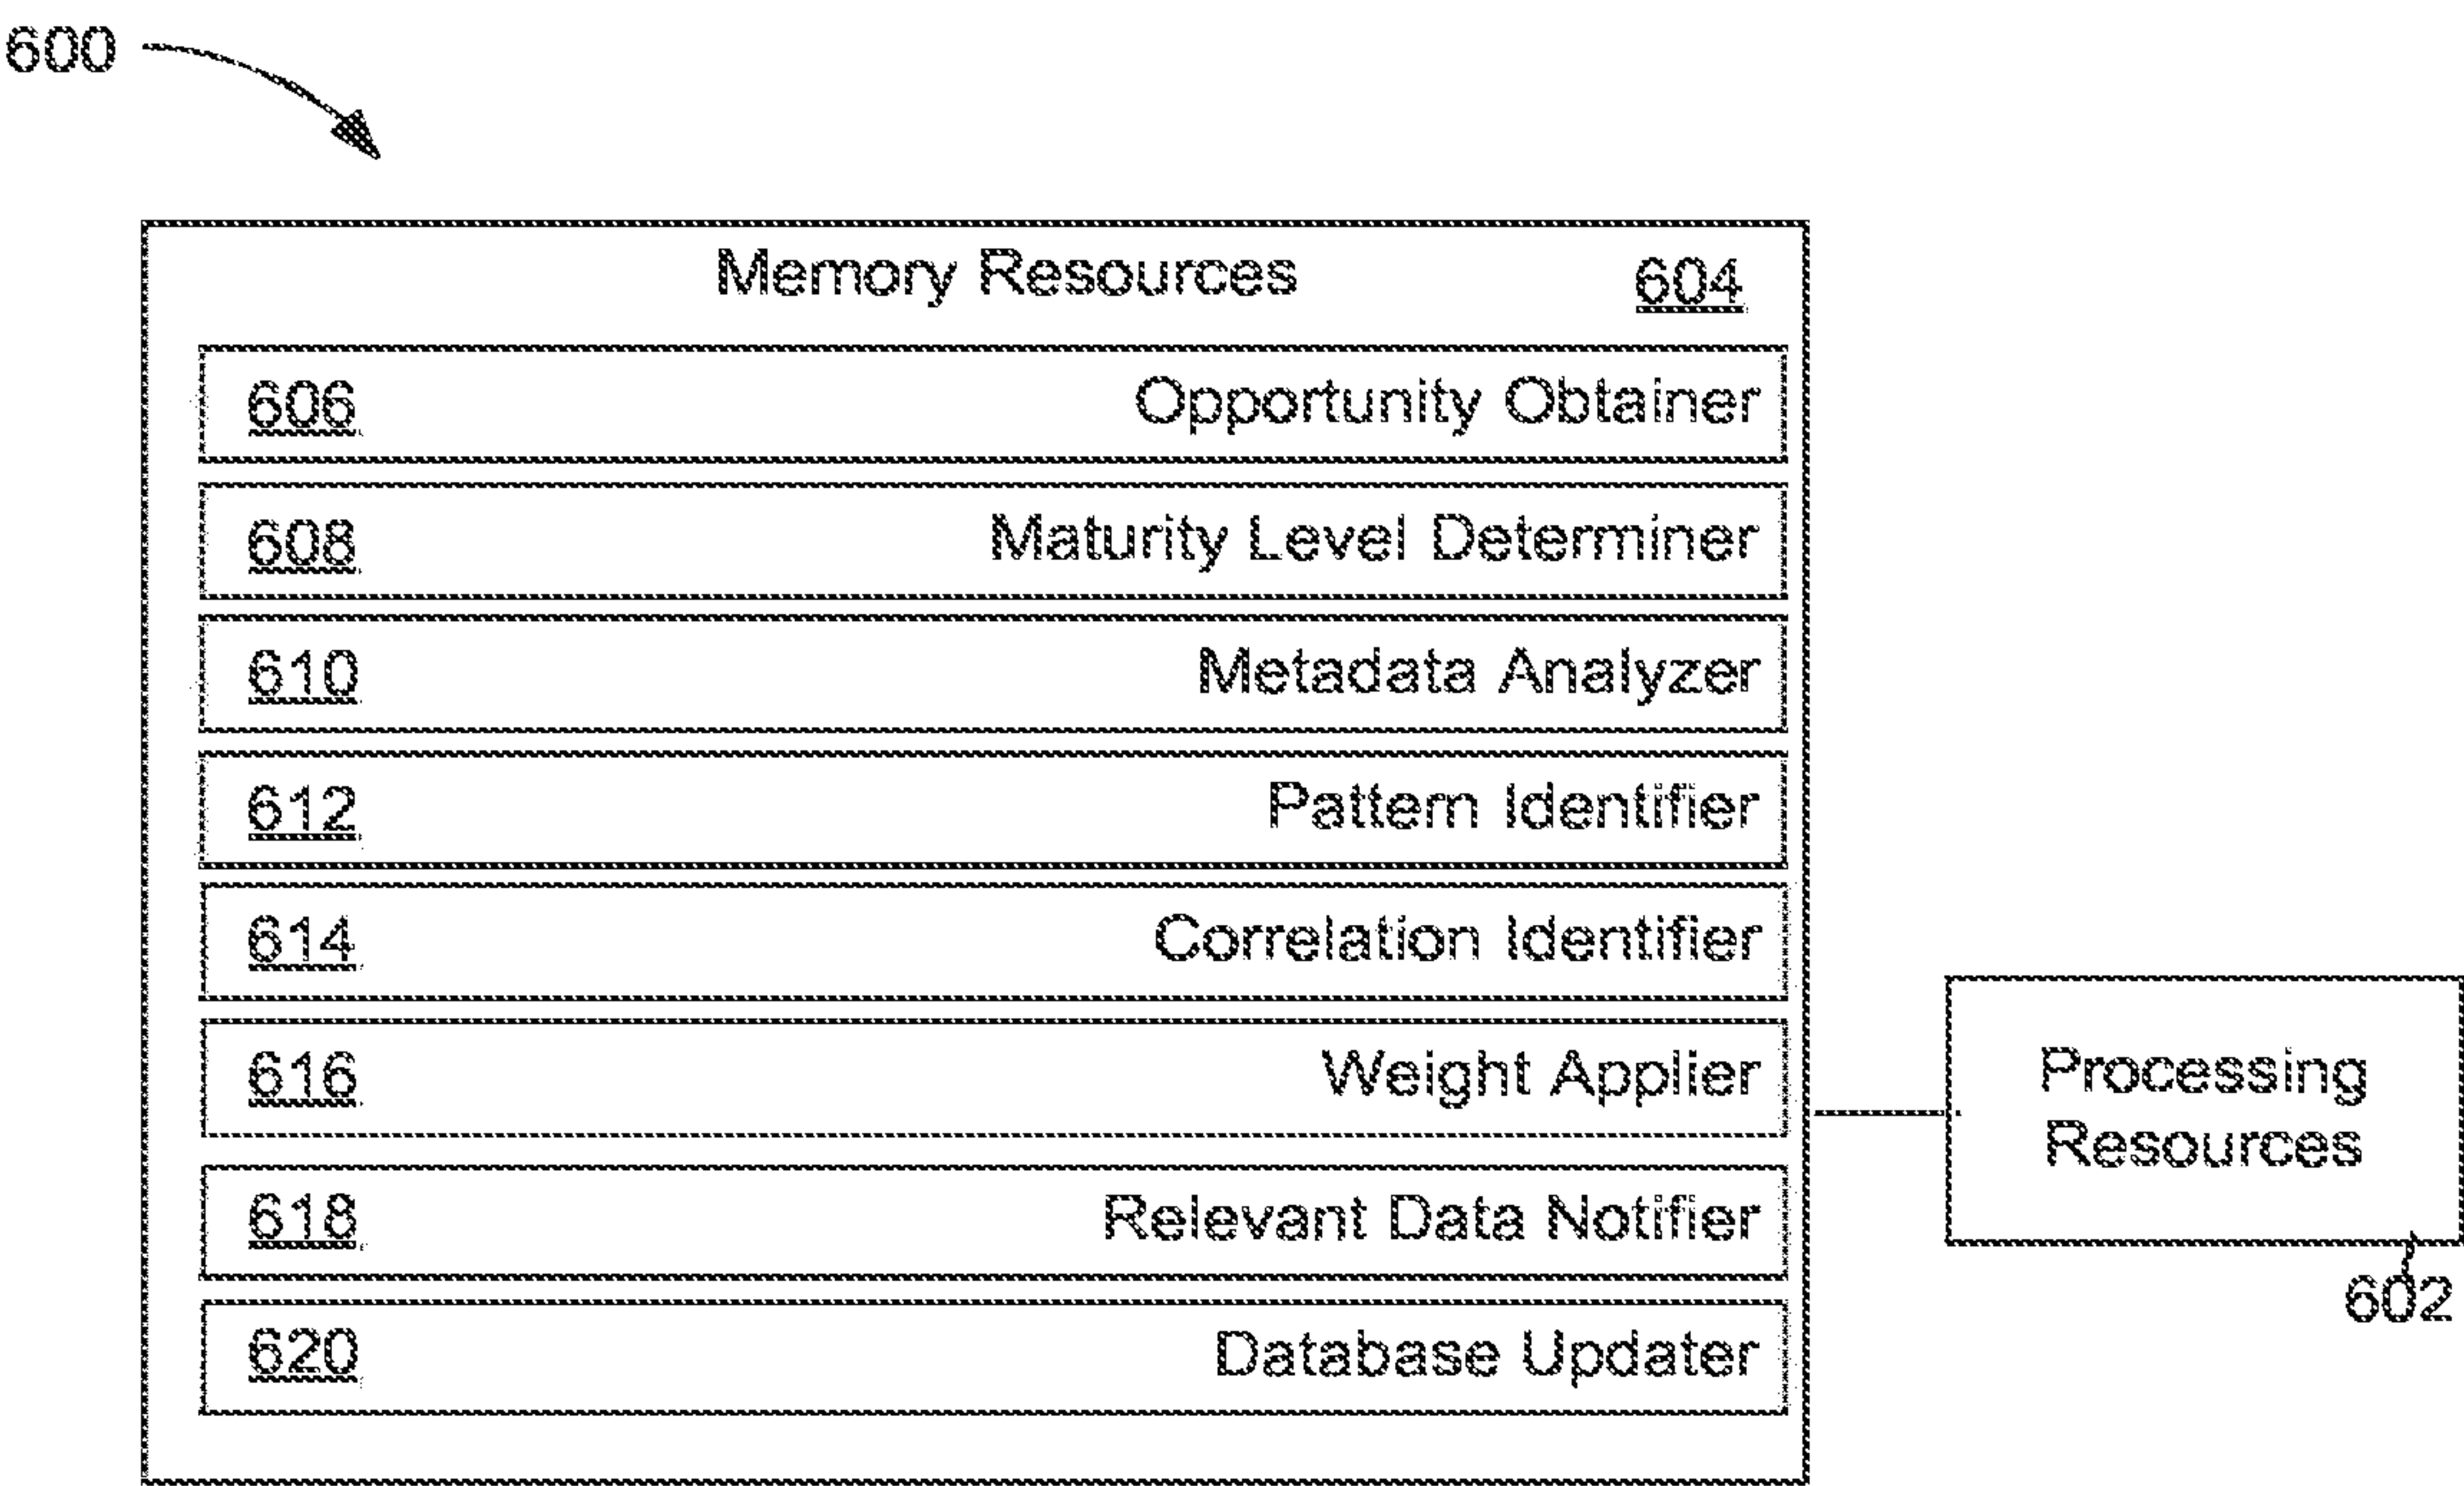 600
Memory Resources 604
606 Opportunity Obtainer
608 Maturity Level Determiner
610 Metadata Analyzer
612 Pattern Identifier
614 Correlation Identifier
616 Weight Applier
618 Relevant Data Notifier
620 Database Updater
Processing
Resources
602